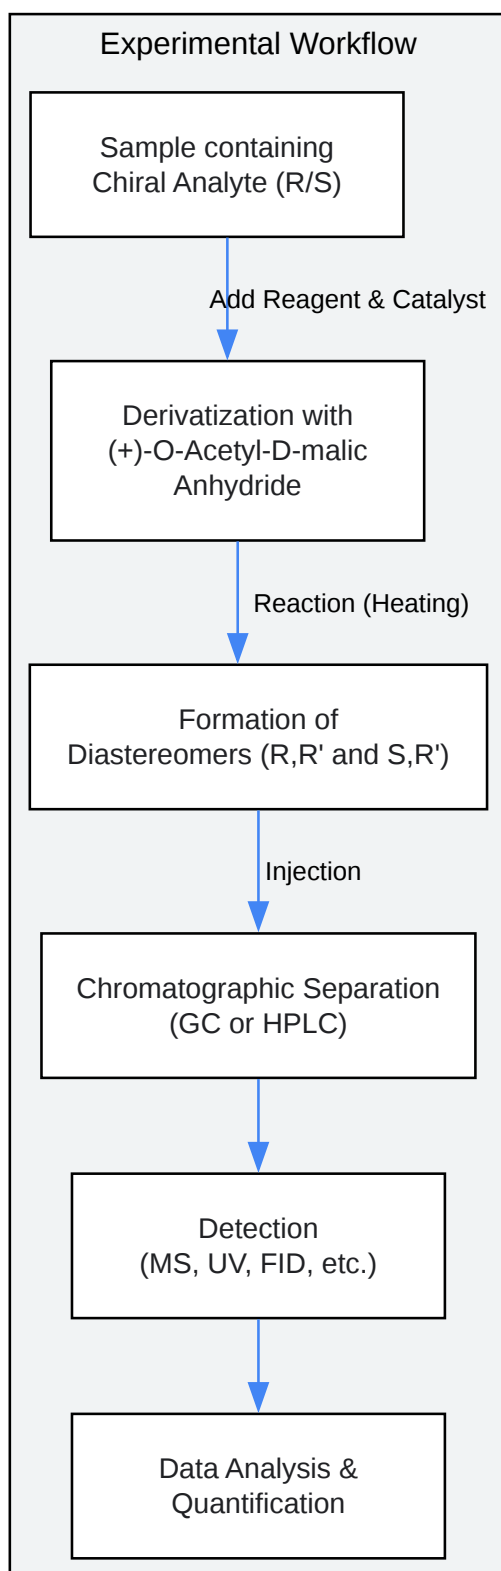 Experimental Workflow
Sample containing
Chiral Analyte (R/S)
Add Reagent & Catalyst
Derivatization with
(+)-O-Acetyl-D-malic
Anhydride
Reaction (Heating)
Formation of
Diastereomers (R,R' and S,R')
Injection
Chromatographic Separation
(GC or HPLC)
Detection
(MS, UV, FID, etc.)
Data Analysis &
Quantification